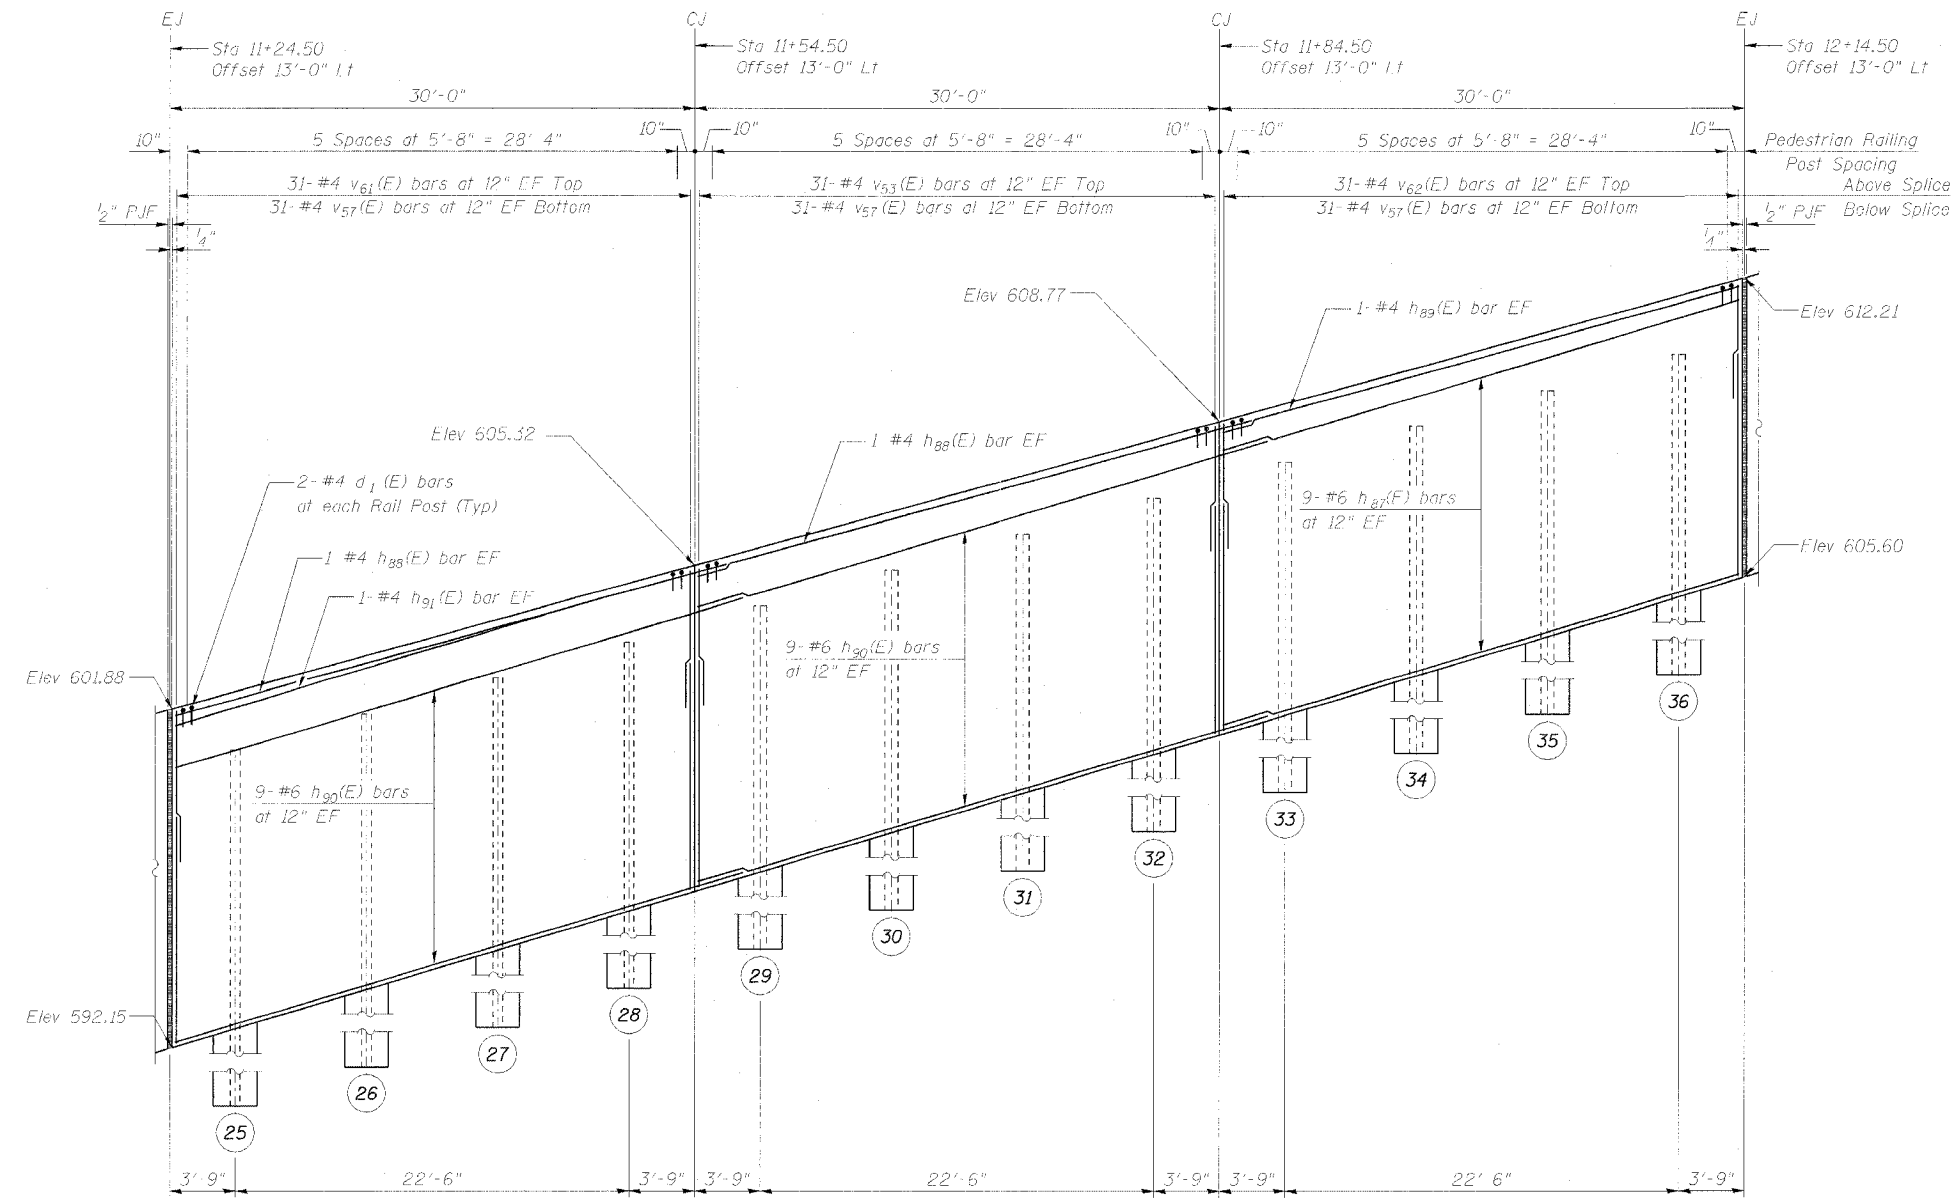 EJ
CJ
CJ
EJ
Sta 11+24.50
Offset 13'-0" Lt
Sta 11+54.50
Offset 13'-0" Lt
Sta 11+84.50
Offset 13'-0" Lt
Sta 12+14.50
Offset 13'-0" Lt
30'-0"
30'-0"
30'-0"
10"
5 Spaces at 5'-8" = 28'-4"
10"
10"
5 Spaces at 5'-8" = 28'-4"
10"
10"
5 Spaces at 5'-8" = 28'-4"
10"
Pedestrian Railing
Post Spacing
31-#4 v61(E) bars at 12" EF Top
31-#4 v53(E) bars at 12" EF Top
31-#4 v62(E) bars at 12" EF Top
Above Splice
31-#4 v57(E) bars at 12" EF Bottom
31-#4 v57(E) bars at 12" EF Bottom
31-#4 v57(E) bars at 12" EF Bottom
Below Splice
1/2" PJF
1/2" PJF
1/4"
1/4"
Elev 608.77
1-#4 h89(E) bar EF
Elev 612.21
Elev 605.32
1 #4 h88(E) bar EF
2-#4 d1 (E) bars
at each Rail Post (Typ)
9-#6 h87(E) bars
at 12" EF
1 #4 h88(E) bar EF
Elev 605.60
1-#4 h91(E) bar EF
9-#6 h90(E) bars
at 12" EF
Elev 601.88
9-#6 h90(E) bars
at 12" EF
Elev 592.15
36
35
34
33
32
31
30
29
28
27
26
25
3'-9"
22'-6"
3'-9"
3'-9"
22'-6"
3'-9"
3'-9"
22'-6"
3'-9"